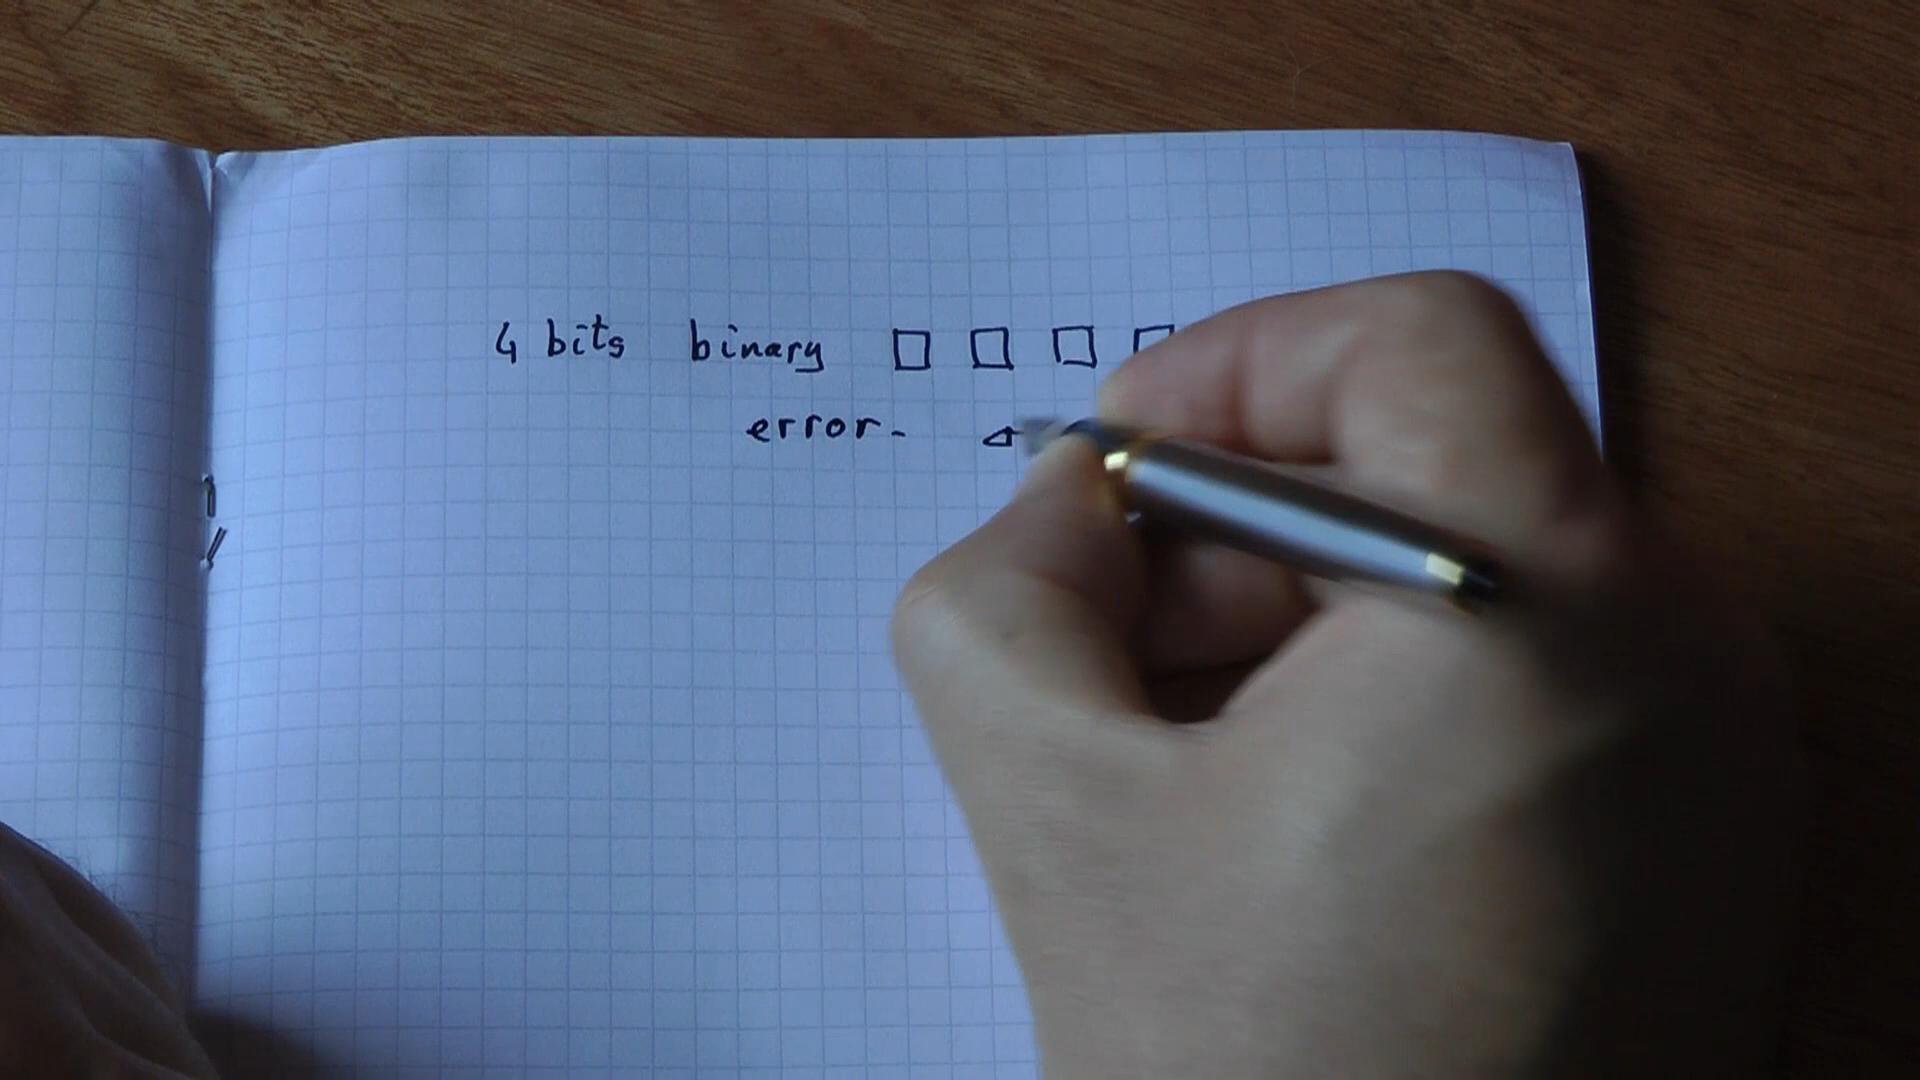 4 bits binary □ □ □ □
error-